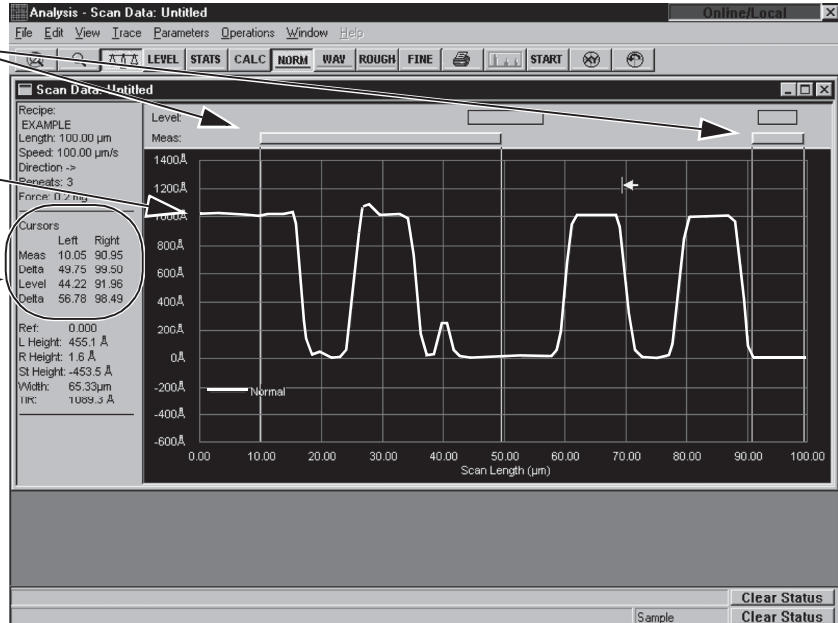 Analysis - Scan Data: Untitled
Online/Local
File Edit View Trace Parameters Operations Window Help
LEVEL STATS CALC NORM WAV ROUGH FINE START XY
Scan Data: Untitled
Recipe:
EXAMPLE
Length: 100.00 µm
Speed: 100.00 µm/s
Direction ->
Repeats: 3
Force: 0.2 mg
Cursors
Left Right
Meas 10.05 90.95
Delta 49.75 99.50
Level 44.22 91.96
Delta 56.78 98.49
Ref: 0.000
L Height: 455.1 Å
R Height: 1.6 Å
St Height: -453.5 Å
Width: 65.33µm
TIR: 1089.3 Å
Level:
Meas:
1400Å
1200Å
1000Å
800Å
600Å
400Å
200Å
0Å
-200Å
-400Å
-600Å
Normal
0.00 10.00 20.00 30.00 40.00 50.00 60.00 70.00 80.00 90.00 100.00
Scan Length (µm)
Clear Status
Sample Clear Status